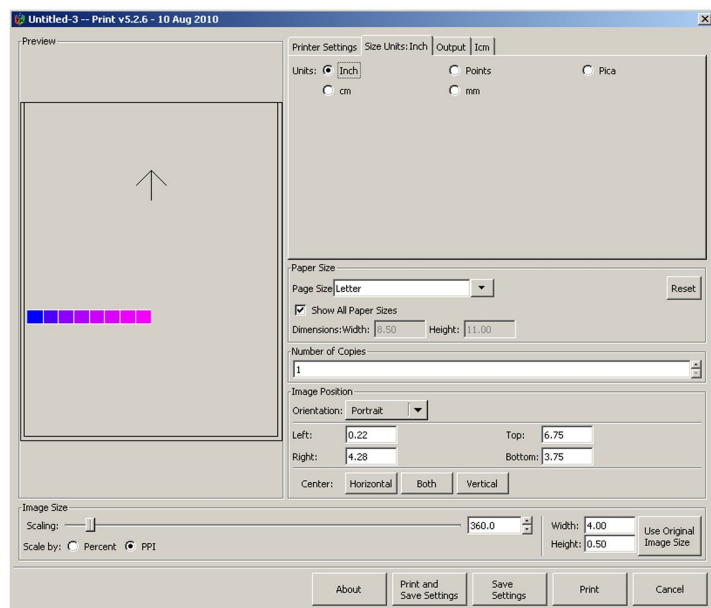 Untitled-3 -- Print v5.2.6 - 10 Aug 2010
Preview
Printer Settings Size Units:Inch Output Icm
Units: Inch Points Pica
cm mm
Paper Size
Page Size Letter Reset
Show All Paper Sizes
Dimensions:Width: 8.50 Height: 11.00
Number of Copies
1
Image Position
Orientation: Portrait
Left: 0.22 Top: 6.75
Right: 4.28 Bottom: 3.75
Center: Horizontal Both Vertical
Image Size
Scaling: 360.0 Width: 4.00 Use Original
Scale by: Percent PPI Height: 0.50 Image Size
About Print and Save Settings Save Settings Print Cancel